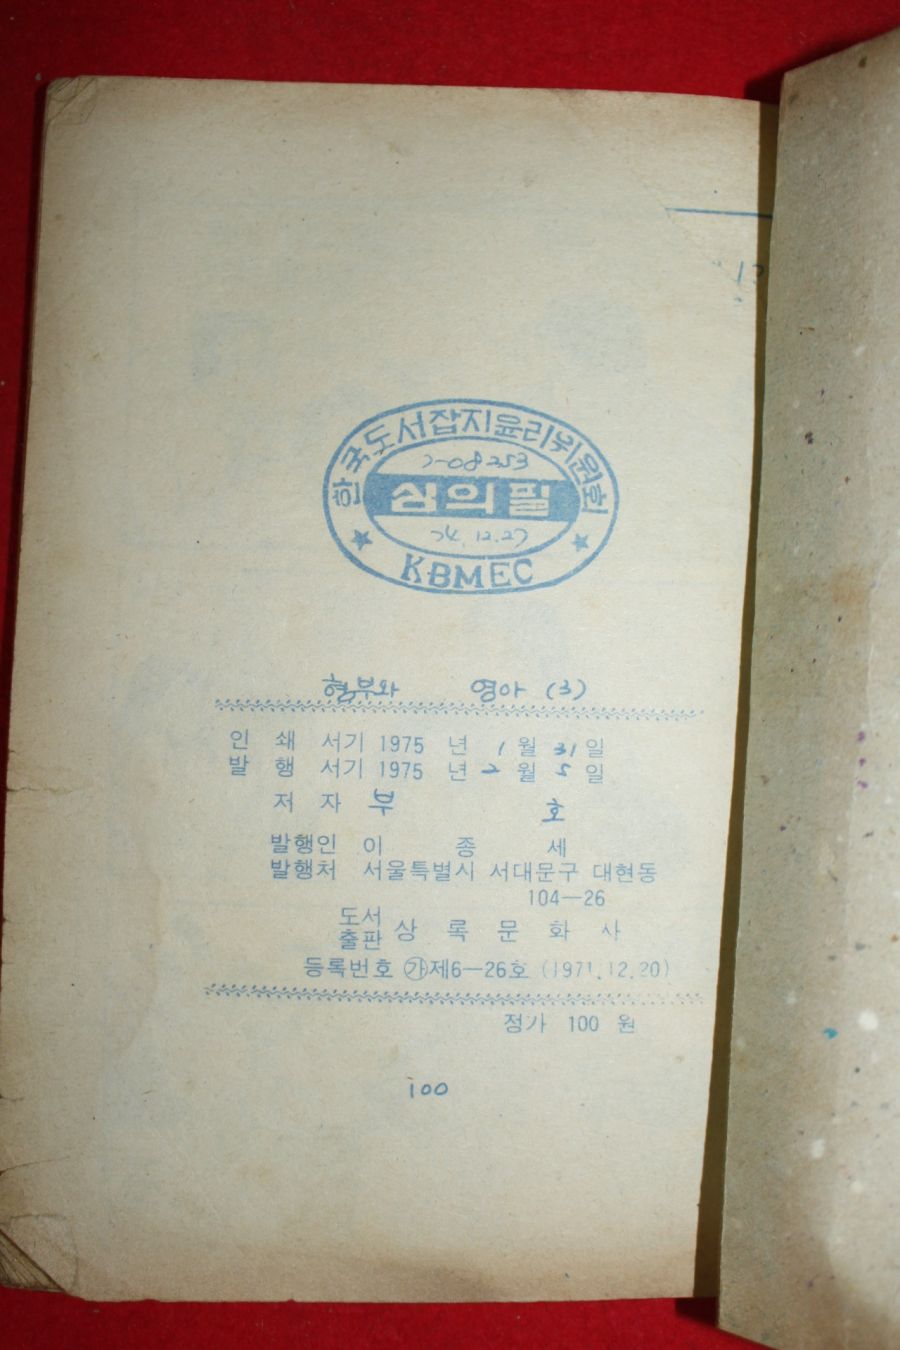 한국도서잡지윤리위원회
7-08253
심의필
74.12.27
KBMEC
형부와 영아 (3)
인 쇄 서기 1975 년 1 월 31 일
발 행 서기 1975 년 2 월 5 일
저 자 부 호
발행인 이 종 세
발행처 서울특별시 서대문구 대현동
104—26
도서출판 상 록 문 화 사
등록번호 ㉮제6—26호 (1971.12.20)
정가 100 원
100